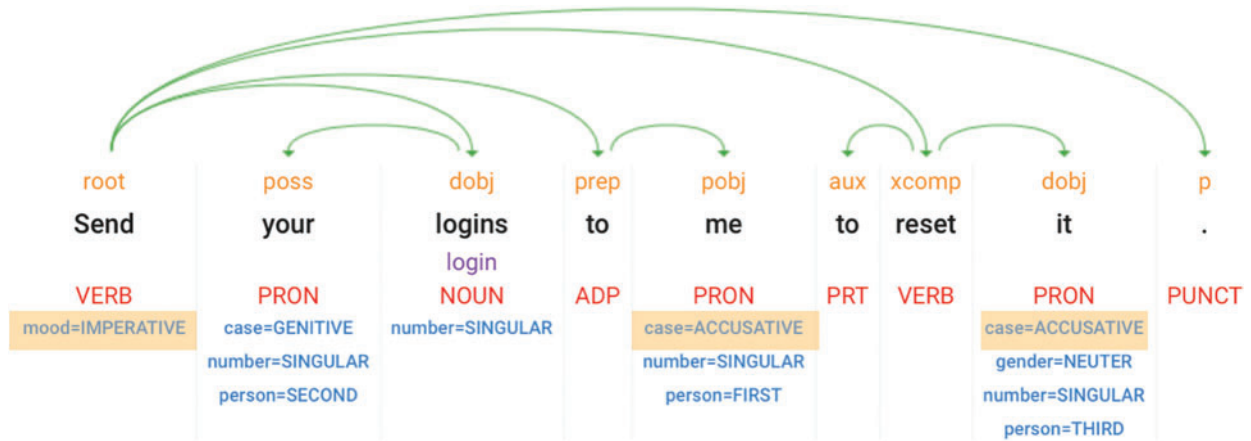 root poss dobj prep pobj aux xcomp dobj p
Send your logins to me to reset it .
login
VERB PRON NOUN ADP PRON PRT VERB PRON PUNCT
mood=IMPERATIVE case=GENITIVE number=SINGULAR case=ACCUSATIVE case=ACCUSATIVE
number=SINGULAR number=SINGULAR gender=NEUTER
person=SECOND person=FIRST number=SINGULAR
person=THIRD